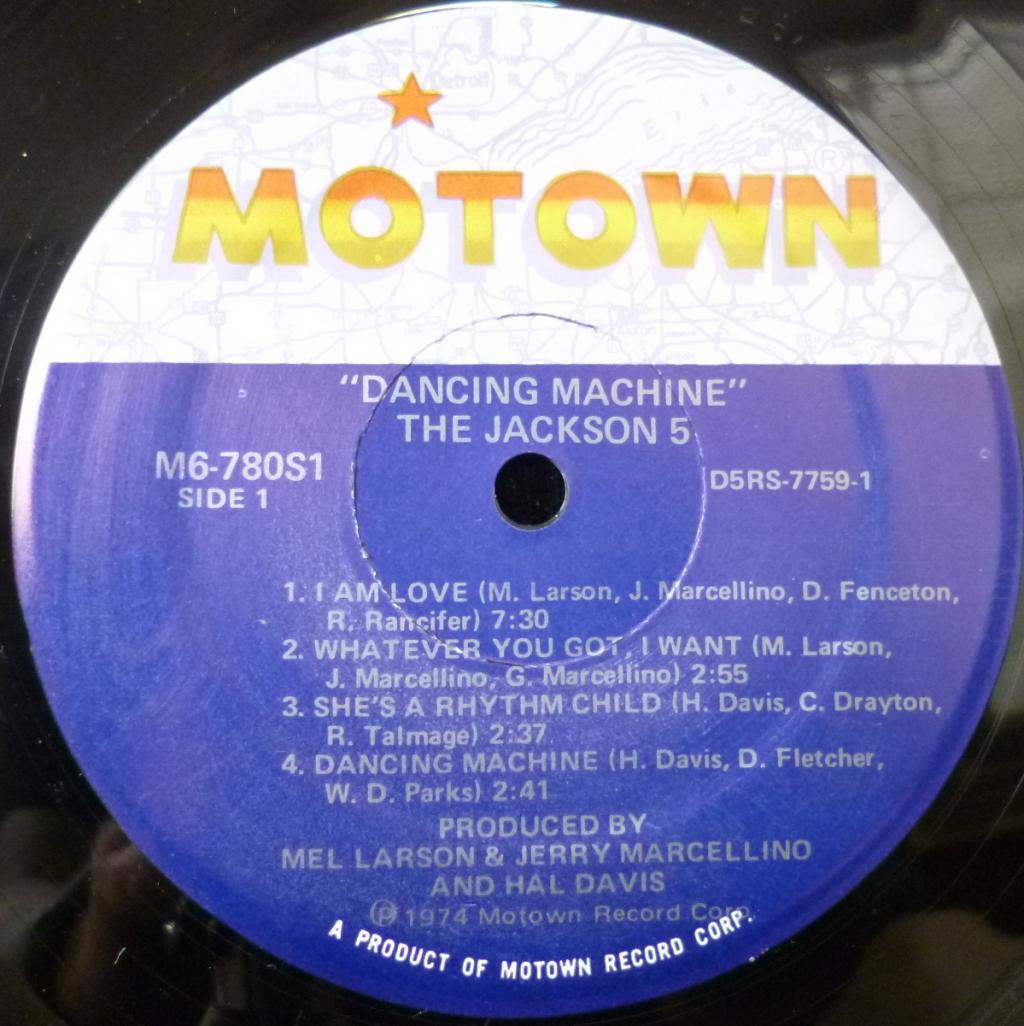 Detroit
Erie
MOTOWN®
Akron
"DANCING MACHINE"
THE JACKSON 5
M6-780S1
SIDE 1
D5RS-7759-1
1. I AM LOVE (M. Larson, J. Marcellino, D. Fenceton,
R. Rancifer) 7:30
2. WHATEVER YOU GOT, I WANT (M. Larson,
J. Marcellino, G. Marcellino) 2:55
3. SHE'S A RHYTHM CHILD (H. Davis, C. Drayton,
R. Talmage) 2:37
4. DANCING MACHINE (H. Davis, D. Fletcher,
W. D. Parks) 2:41
PRODUCED BY
MEL LARSON & JERRY MARCELLINO
AND HAL DAVIS
℗ 1974 Motown Record Corp.
A PRODUCT OF MOTOWN RECORD CORP.